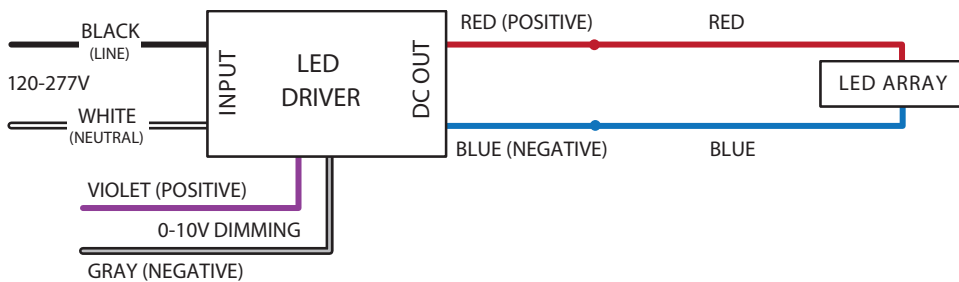 BLACK
(LINE)
120-277V
WHITE
(NEUTRAL)
INPUT
LED
DRIVER
DC OUT
RED (POSITIVE)
RED
LED ARRAY
BLUE (NEGATIVE)
BLUE
VIOLET (POSITIVE)
0-10V DIMMING
GRAY (NEGATIVE)